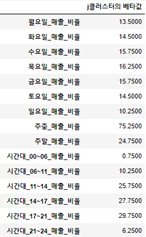 j클러스터의 베타값
월요일_매출_비율 13.5000
화요일_매출_비율 14.5000
수요일_매출_비율 15.7500
목요일_매출_비율 16.2500
금요일_매출_비율 15.7500
토요일_매출_비율 14.5000
일요일_매출_비율 10.2500
주중_매출_비율 75.2500
주말_매출_비율 24.7500
시간대_00~06_매출_비율 0.7500
시간대_06~11_매출_비율 10.2500
시간대_11~14_매출_비율 25.7500
시간대_14~17_매출_비율 27.7500
시간대_17~21_매출_비율 29.7500
시간대_21~24_매출_비율 6.2500